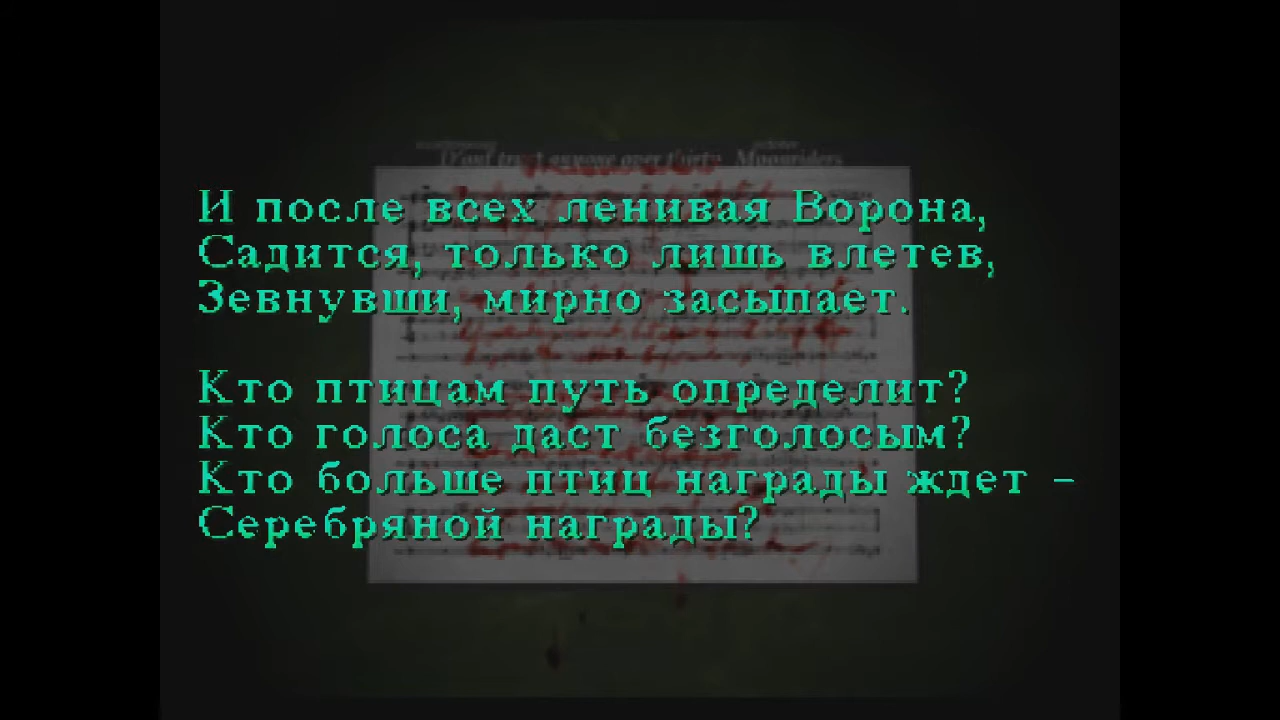 Moonriders
И после всех ленивая Ворона,
Садится, только лишь влетев,
Зевнувши, мирно засыпает.
Кто птицам путь определит?
Кто голоса даст безголосым?
Кто больше птиц награды ждет –
Серебряной награды?